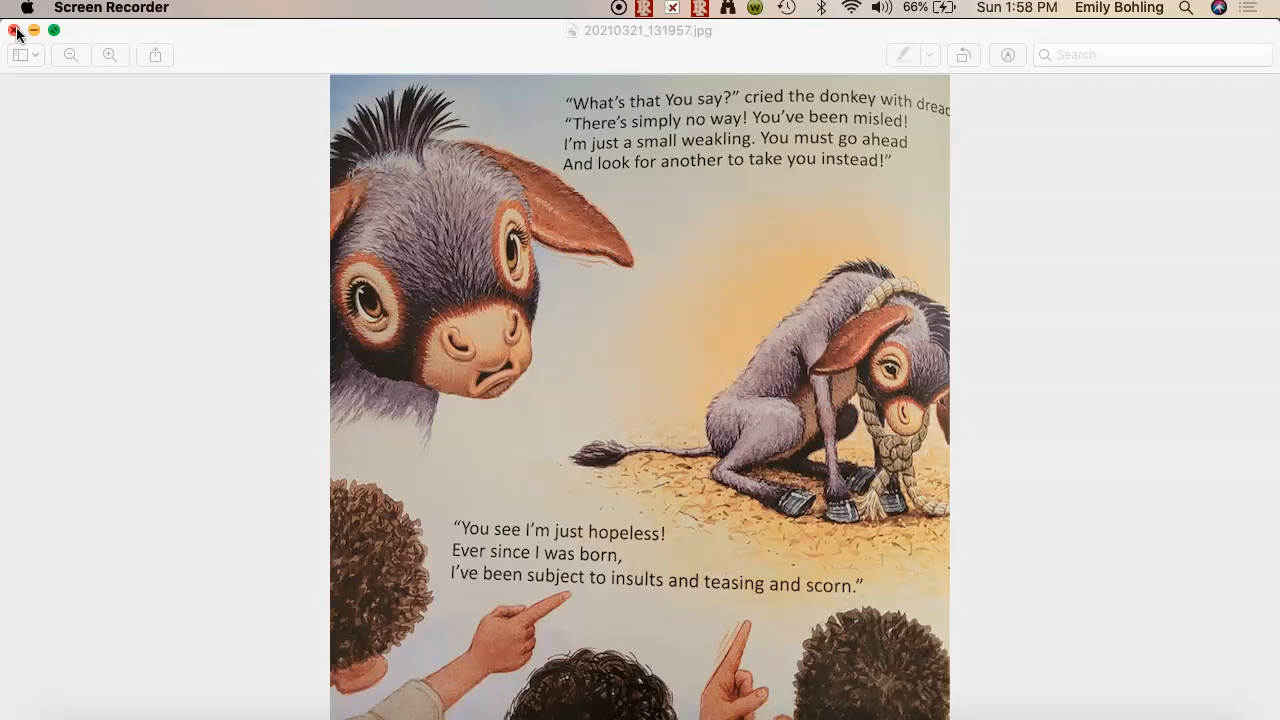 Screen Recorder
66%
Sun 1:58 PM
Emily Bohling
20210321_131957.jpg
Search
“What’s that You say?” cried the donkey with dread
“There’s simply no way! You’ve been misled!
I’m just a small weakling. You must go ahead
And look for another to take you instead!”
“You see I’m just hopeless!
Ever since I was born,
I’ve been subject to insults and teasing and scorn.”